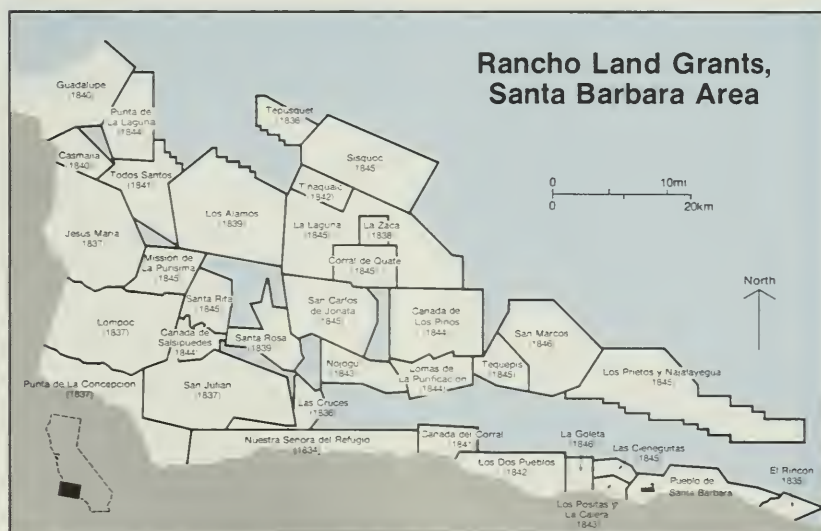 Rancho Land Grants,
Santa Barbara Area
Guadalupe
(1840)
Punta de
La Laguna
(1844)
Tepusquet
(1838)
Sisquoc
1845
Casmalia
(1840)
Todos Santos
(1841)
Tinaquaic
(1842)
0 10mi
0 20km
Los Alamos
(1839)
La Laguna
(1845)
La Zaca
(1838)
Jesus Maria
1837
Corral de Quate
(1845)
Mission de
La Purisima
(1845)
North
Santa Rita
1845
San Carlos
de Jonata
(1845)
Canada de
Los Pinos
(1844)
San Marcos
(1846)
Lompoc
(1837)
Canada de
Salsipuedes
1844
Santa Rosa
1839
Nojoqui
(1843)
Lomas de
La Purificacion
(1844)
Tequepis
(1845)
Los Prietos y Najalayegua
1845
Punta de La Concepcion
(1837)
San Julian
(1837)
Las Cruces
(1836)
Nuestra Senora del Refugio
(1834)
Canada del Corral
1841
La Goleta
(1846)
Las Cieneguitas
1845
Los Dos Pueblos
1842
Pueblo de
Santa Barbara
El Rincon
1835
Los Positas y
La Calera
(1843)